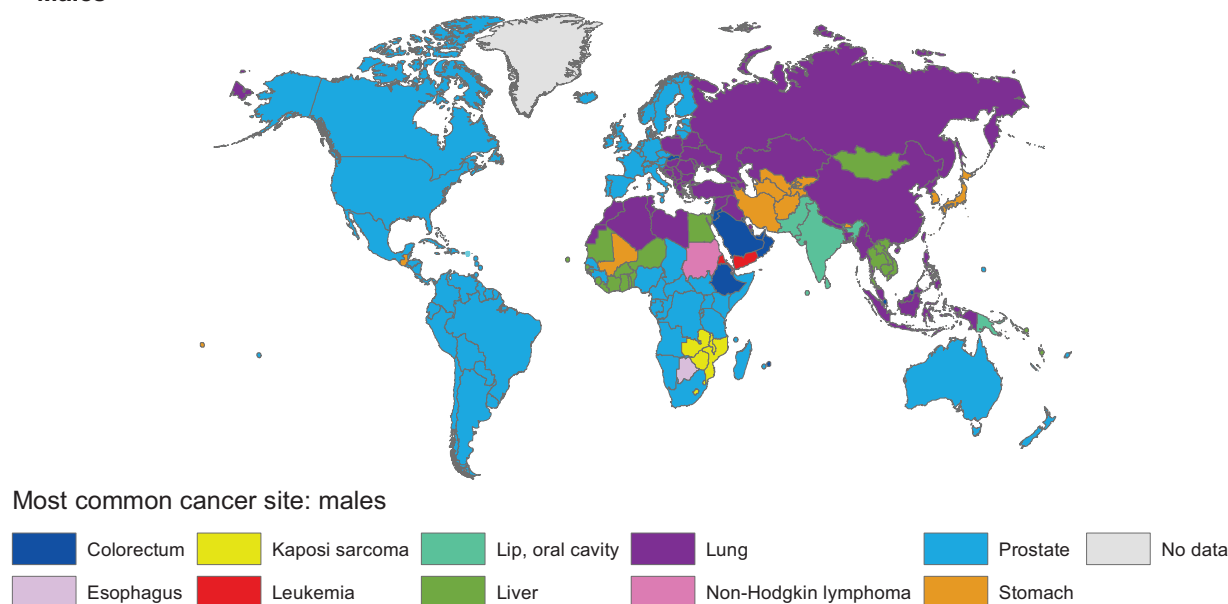 Males
Most common cancer site: males
Colorectum Kaposi sarcoma Lip, oral cavity Lung Prostate No data
Esophagus Leukemia Liver Non-Hodgkin lymphoma Stomach